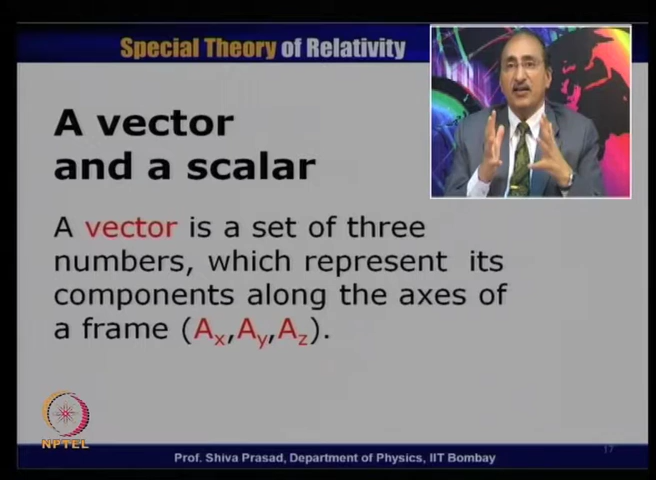 Special Theory of Relativity
A vector
and a scalar
A vector is a set of three
numbers, which represent its
components along the axes of
a frame (Ax,Ay,Az).
NPTEL
17
Prof. Shiva Prasad, Department of Physics, IIT Bombay